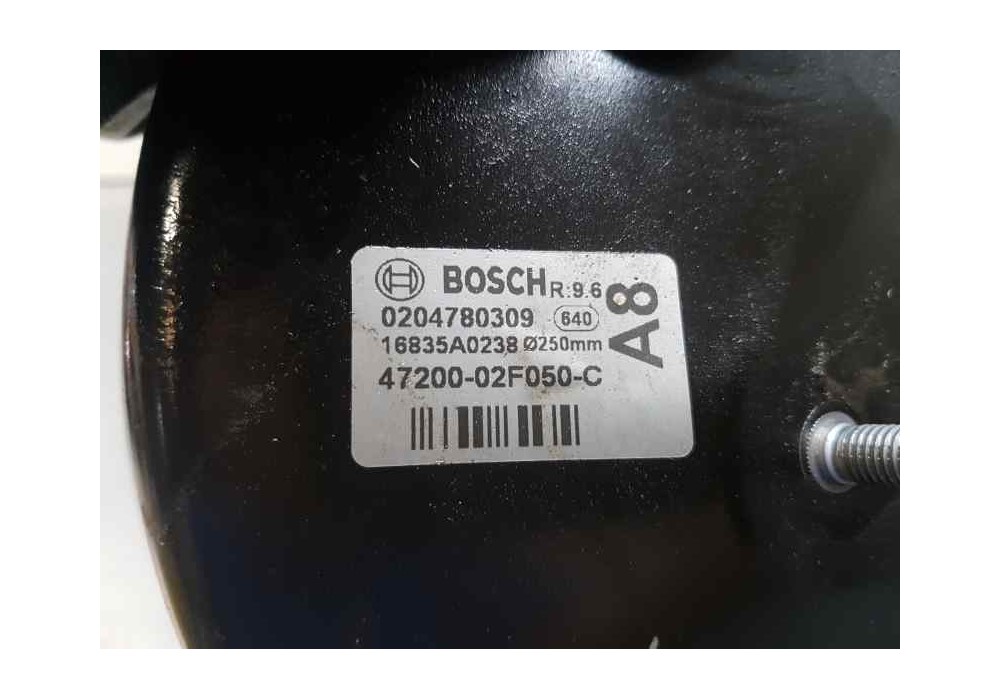 BOSCH R:9.6
0204780309 640
16835A0238 Ø250mm
47200-02F050-C
A8